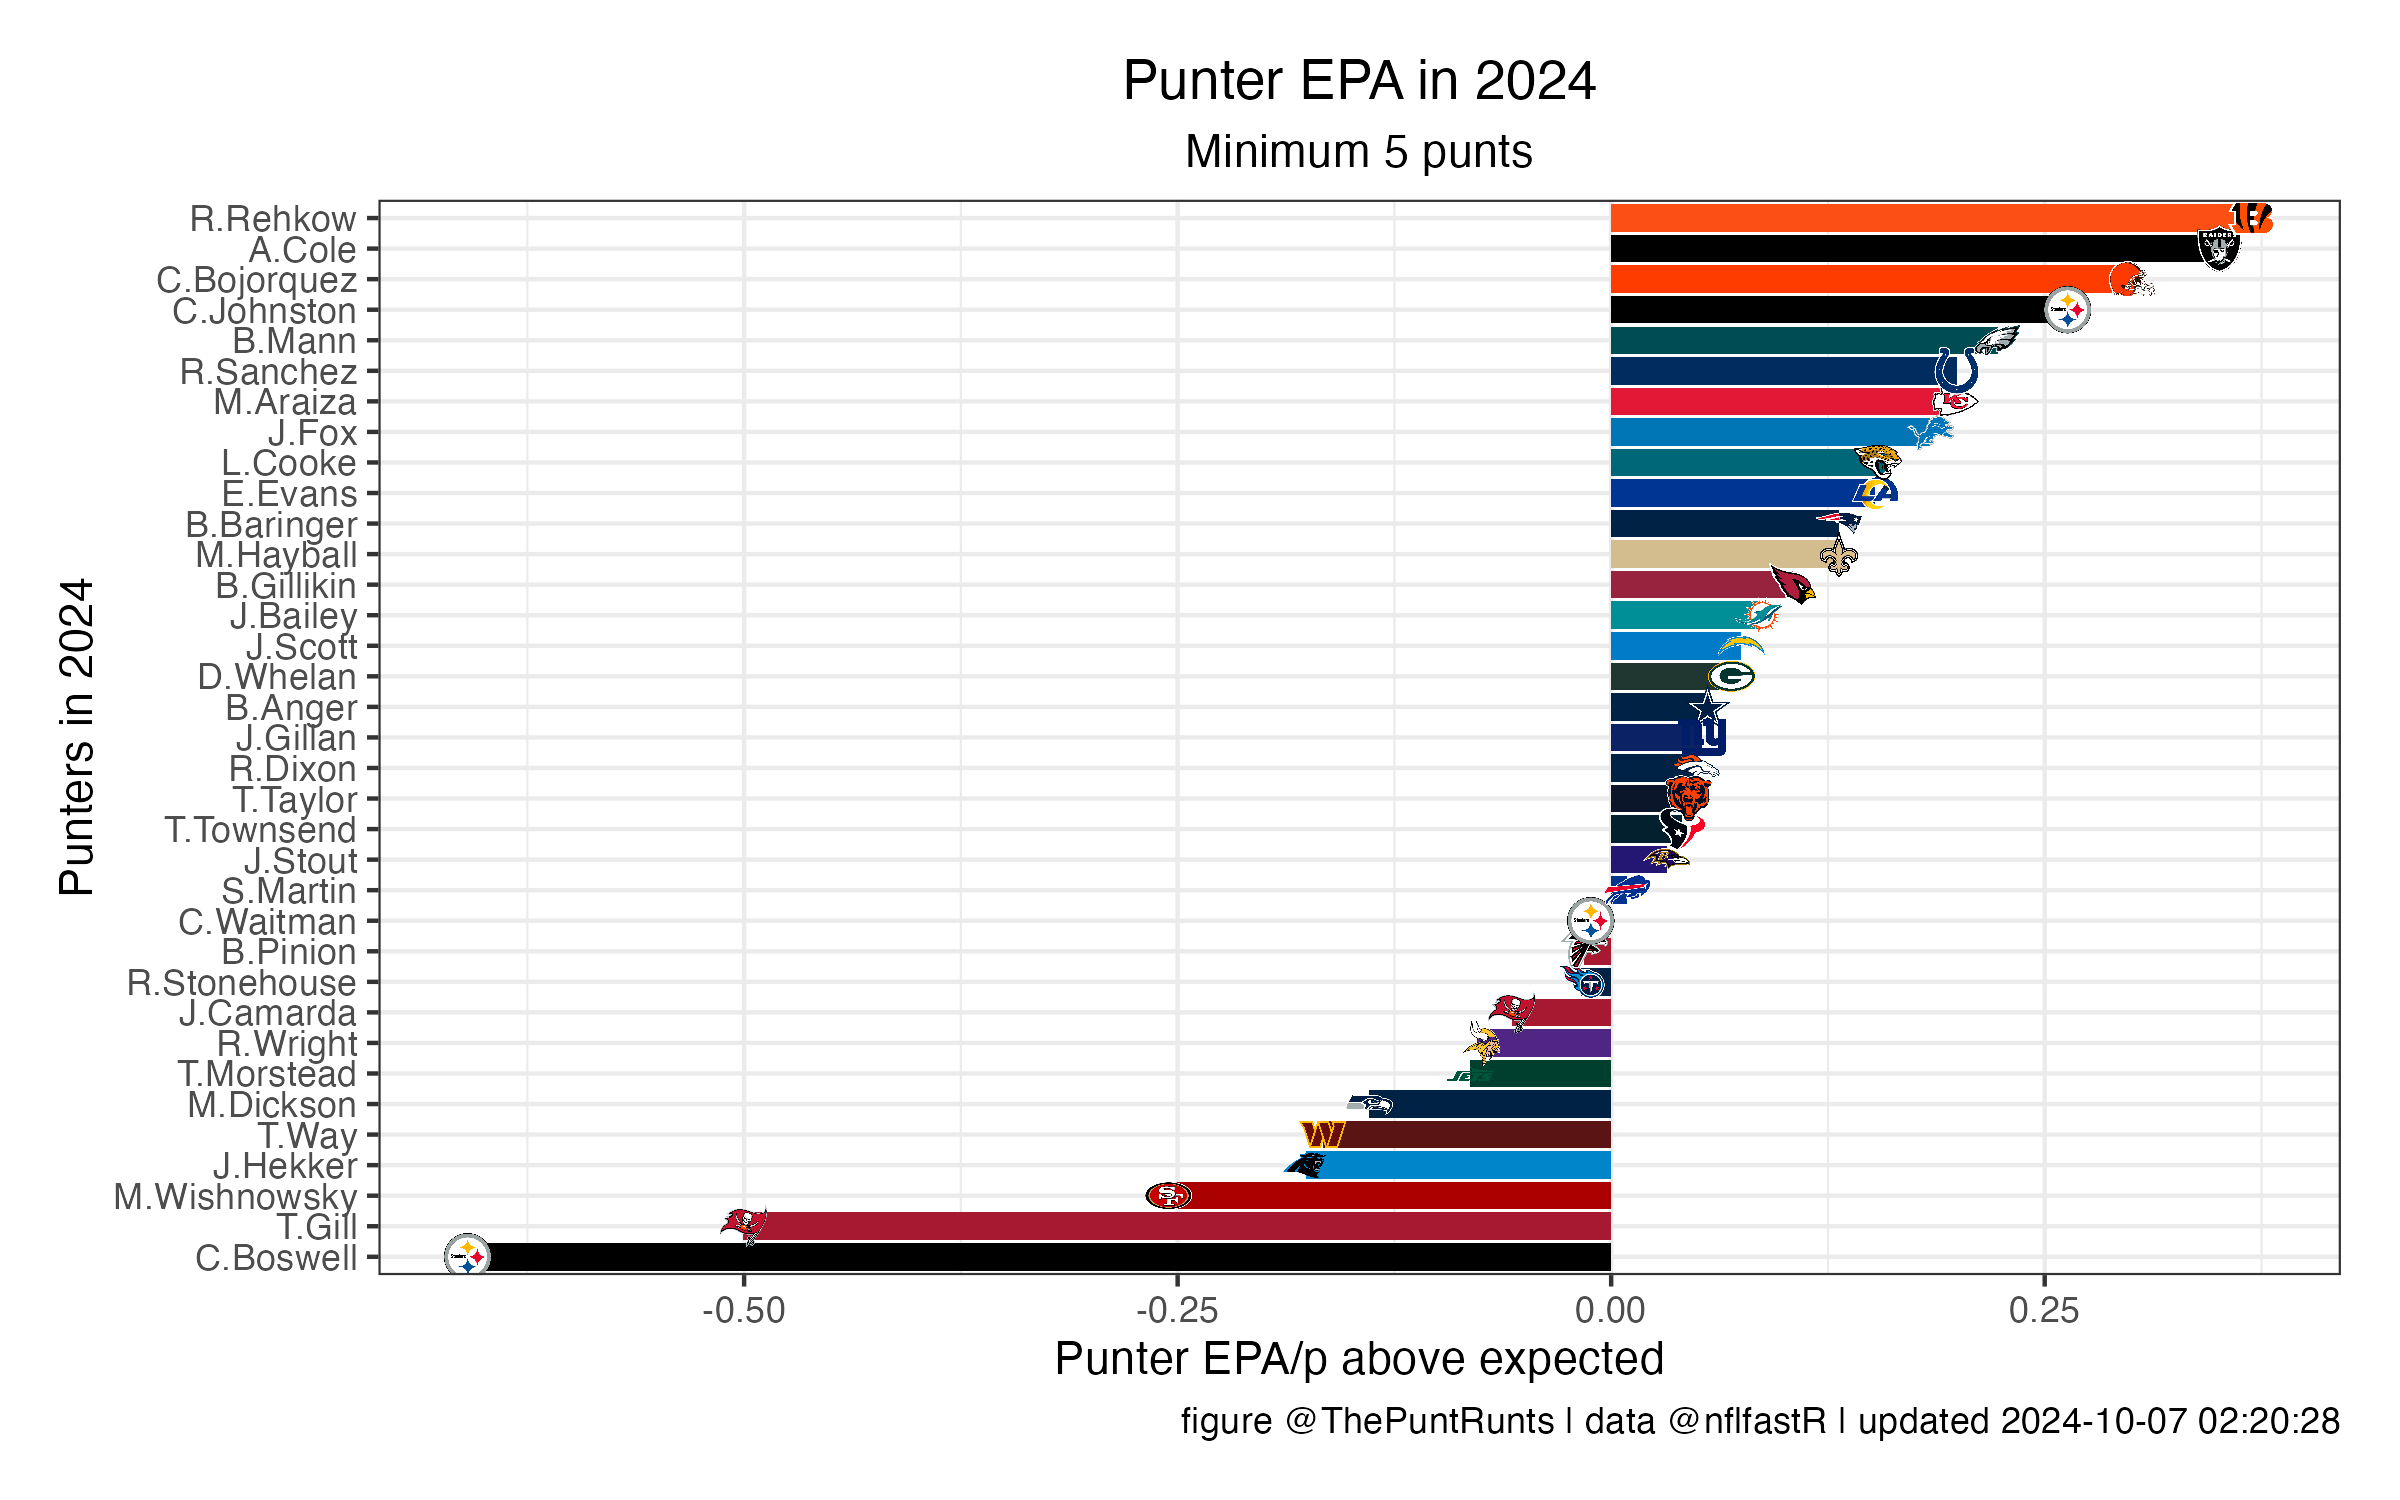 Punter EPA in 2024
Minimum 5 punts
Punters in 2024
R.Rehkow
A.Cole
C.Bojorquez
C.Johnston
B.Mann
R.Sanchez
M.Araiza
J.Fox
L.Cooke
E.Evans
B.Baringer
M.Hayball
B.Gillikin
J.Bailey
J.Scott
D.Whelan
B.Anger
J.Gillan
R.Dixon
T.Taylor
T.Townsend
J.Stout
S.Martin
C.Waitman
B.Pinion
R.Stonehouse
J.Camarda
R.Wright
T.Morstead
M.Dickson
T.Way
J.Hekker
M.Wishnowsky
T.Gill
C.Boswell
-0.50 -0.25 0.00 0.25
Punter EPA/p above expected
figure @ThePuntRunts | data @nflfastR | updated 2024-10-07 02:20:28